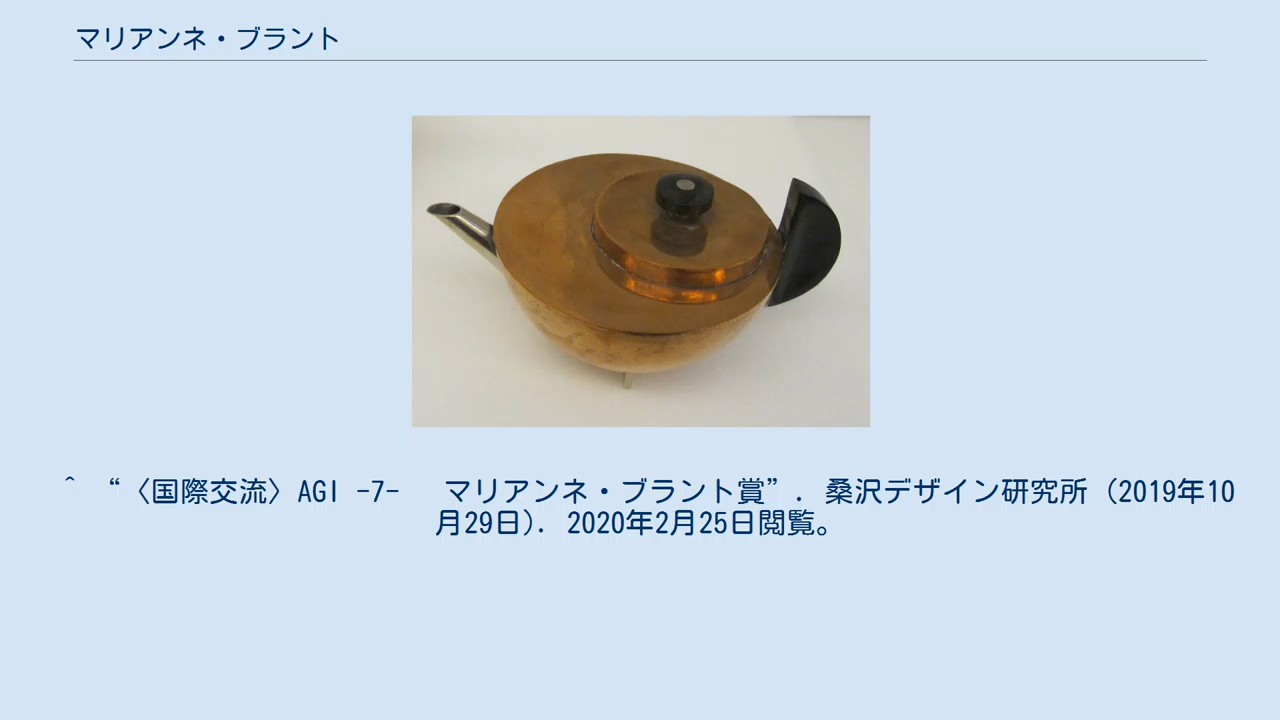 マリアンネ・ブラント
^ “〈国際交流〉AGI -7-　マリアンネ・ブラント賞”. 桑沢デザイン研究所 (2019年10
月29日). 2020年2月25日閲覧。